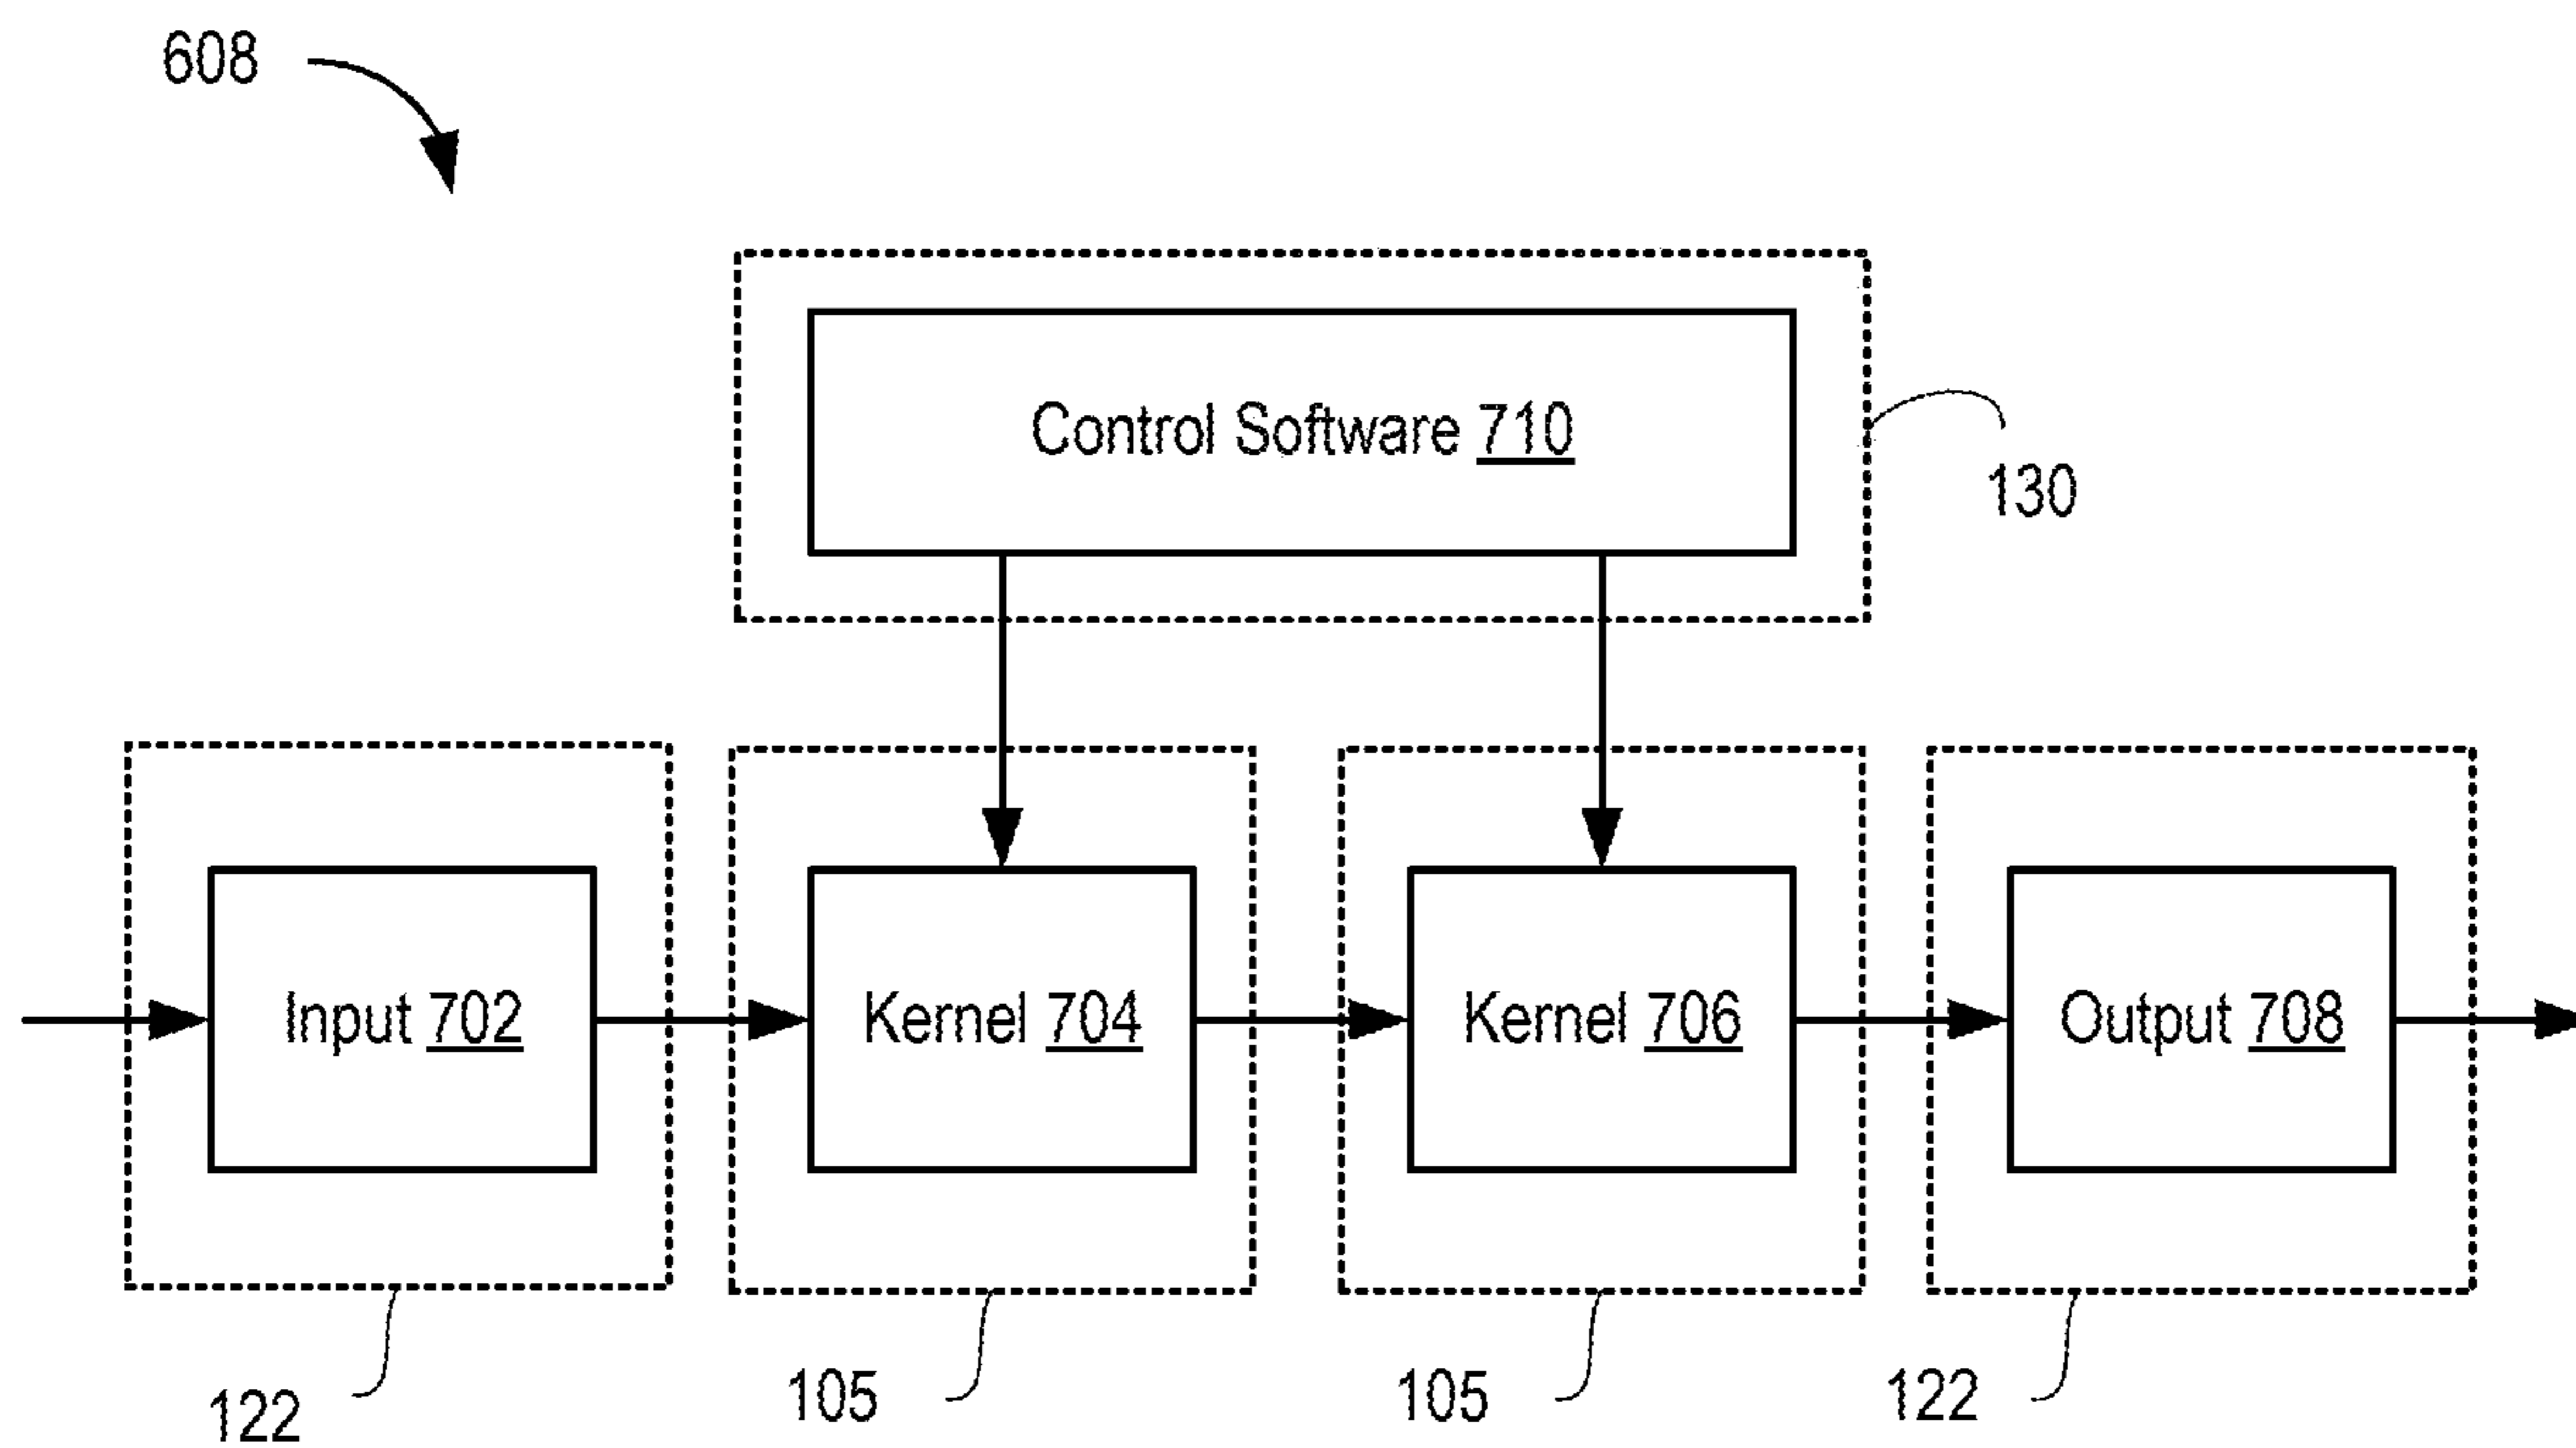 608
Control Software 710
130
Input 702
Kernel 704
Kernel 706
Output 708
122
105
105
122